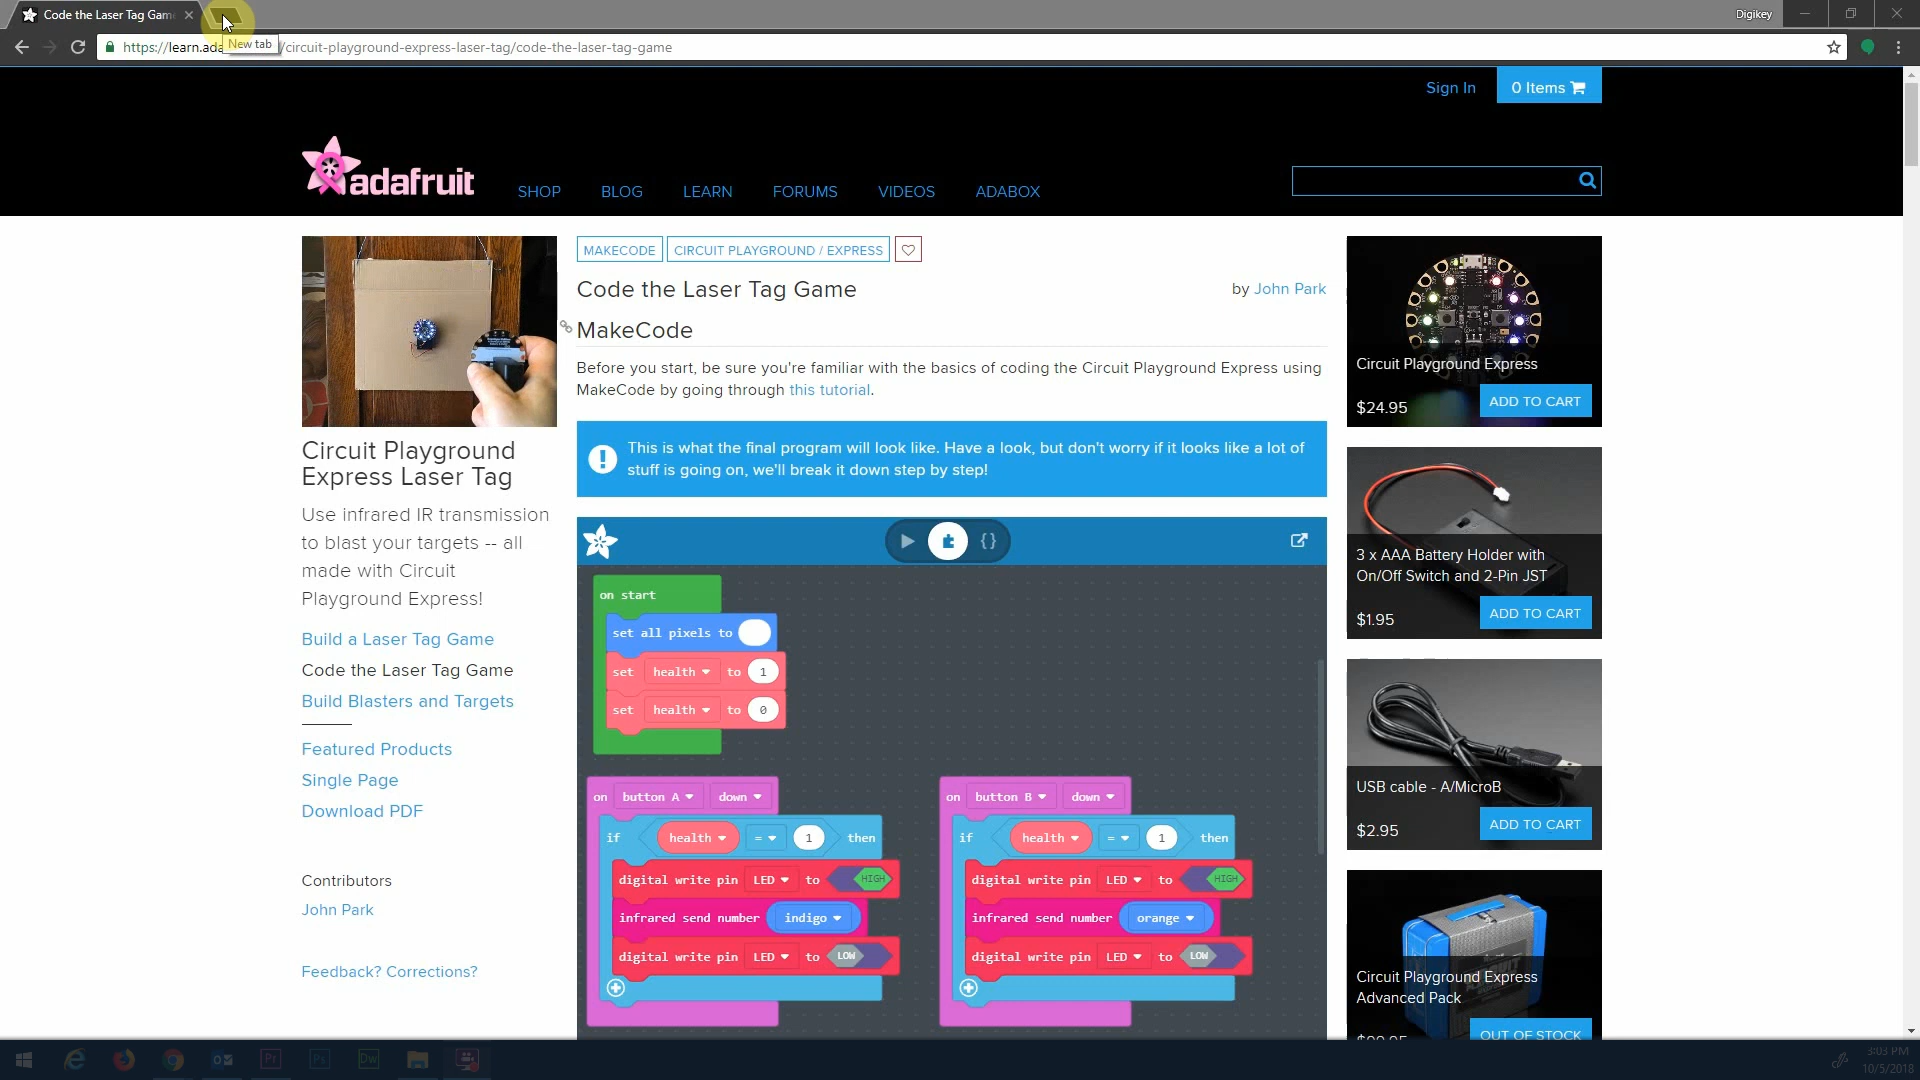 Code the Laser Tag Gam
Digikey
https://learn.ada
/circuit-playground-express-laser-tag/code-the-laser-tag-game
New tab
Sign In
0 Items
adafruit
SHOP BLOG LEARN FORUMS VIDEOS ADABOX
MAKECODE
CIRCUIT PLAYGROUND / EXPRESS
Code the Laser Tag Game
by John Park
MakeCode
Before you start, be sure you're familiar with the basics of coding the Circuit Playground Express using
MakeCode by going through this tutorial.
This is what the final program will look like. Have a look, but don't worry if it looks like a lot of
stuff is going on, we'll break it down step by step!
Circuit Playground
Express Laser Tag
Use infrared IR transmission
to blast your targets -- all
made with Circuit
Playground Express!
Build a Laser Tag Game
Code the Laser Tag Game
Build Blasters and Targets
Featured Products
Single Page
Download PDF
Contributors
John Park
Feedback? Corrections?
{}
on start
set all pixels to
set health to 1
set health to 0
on button A down
if health = 1 then
digital write pin LED to HIGH
infrared send number indigo
digital write pin LED to LOW
on button B down
if health = 1 then
digital write pin LED to HIGH
infrared send number orange
digital write pin LED to LOW
Circuit Playground Express
$24.95
ADD TO CART
3 x AAA Battery Holder with
On/Off Switch and 2-Pin JST
$1.95
ADD TO CART
USB cable - A/MicroB
$2.95
ADD TO CART
Circuit Playground Express
Advanced Pack
OUT OF STOCK
Pr
Ps
Dw
3:03 PM
10/5/2018